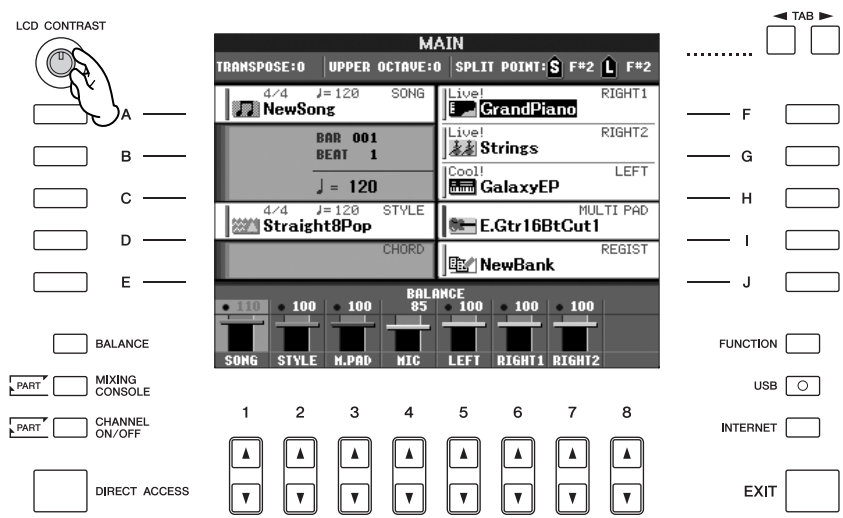 LCD CONTRAST
◄ TAB ►
MAIN
TRANSPOSE:0 UPPER OCTAVE:0 SPLIT POINT: S F#2 L F#2
4/4 ♩=120 SONG
NewSong
BAR 001
BEAT 1
♩= 120
4/4 ♩=120 STYLE
Straight8Pop
CHORD
Live! RIGHT1
GrandPiano
Live! RIGHT2
Strings
Cool! LEFT
GalaxyEP
MULTI PAD
E.Gtr16BtCut1
REGIST
NewBank
BALANCE
110 100 100 85 100 100 100
SONG STYLE M.PAD MIC LEFT RIGHT1 RIGHT2
A
B
C
D
E
F
G
H
I
J
BALANCE
PART MIXING CONSOLE
PART CHANNEL ON/OFF
DIRECT ACCESS
1 2 3 4 5 6 7 8
FUNCTION
USB
INTERNET
EXIT